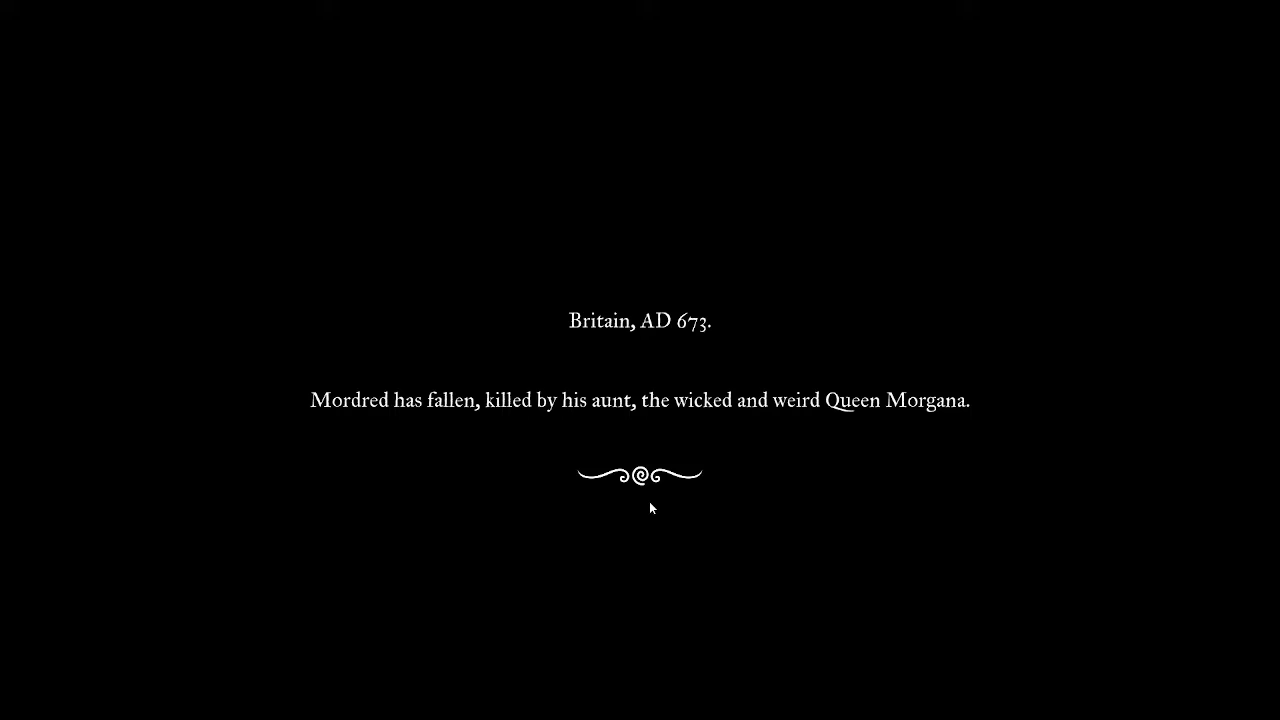 Britain, AD 673.
Mordred has fallen, killed by his aunt, the wicked and weird Queen Morgana.